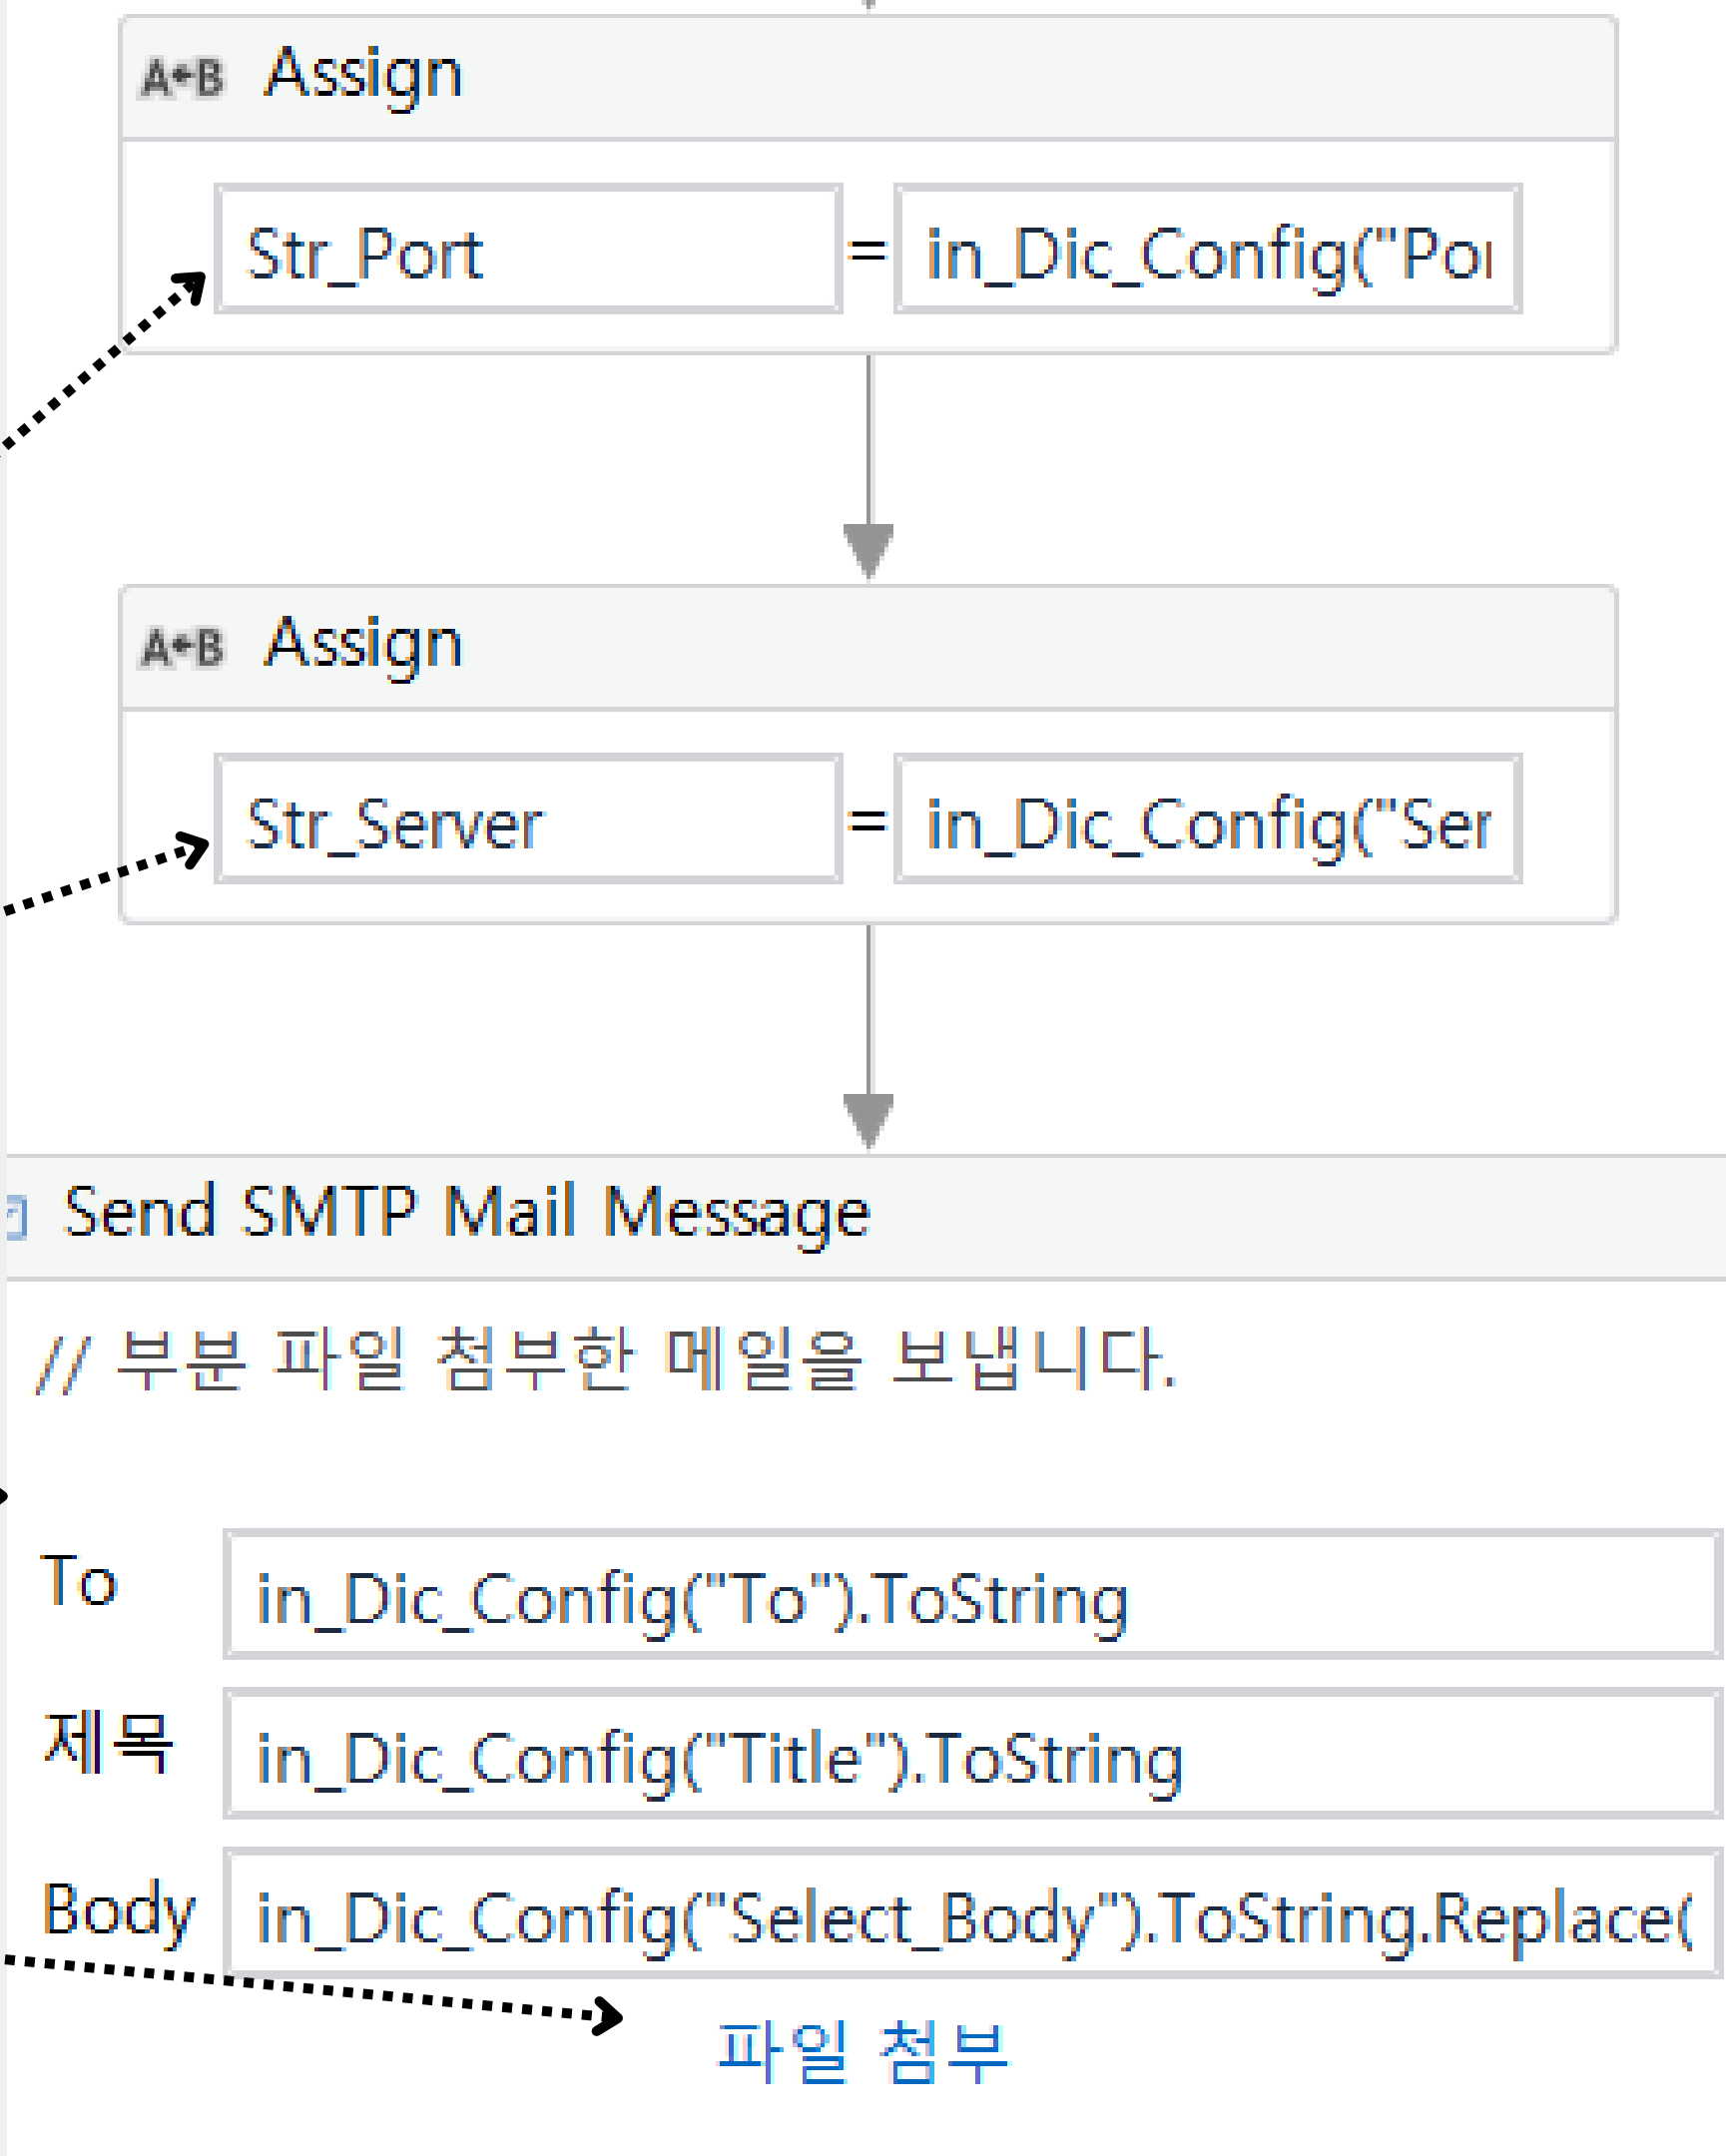 A←B Assign
Str_Port = in_Dic_Config("Por
A←B Assign
Str_Server = in_Dic_Config("Ser
Send SMTP Mail Message
// 부분 파일 첨부한 메일을 보냅니다.
To in_Dic_Config("To").ToString
제목 in_Dic_Config("Title").ToString
Body in_Dic_Config("Select_Body").ToString.Replace(
파일 첨부